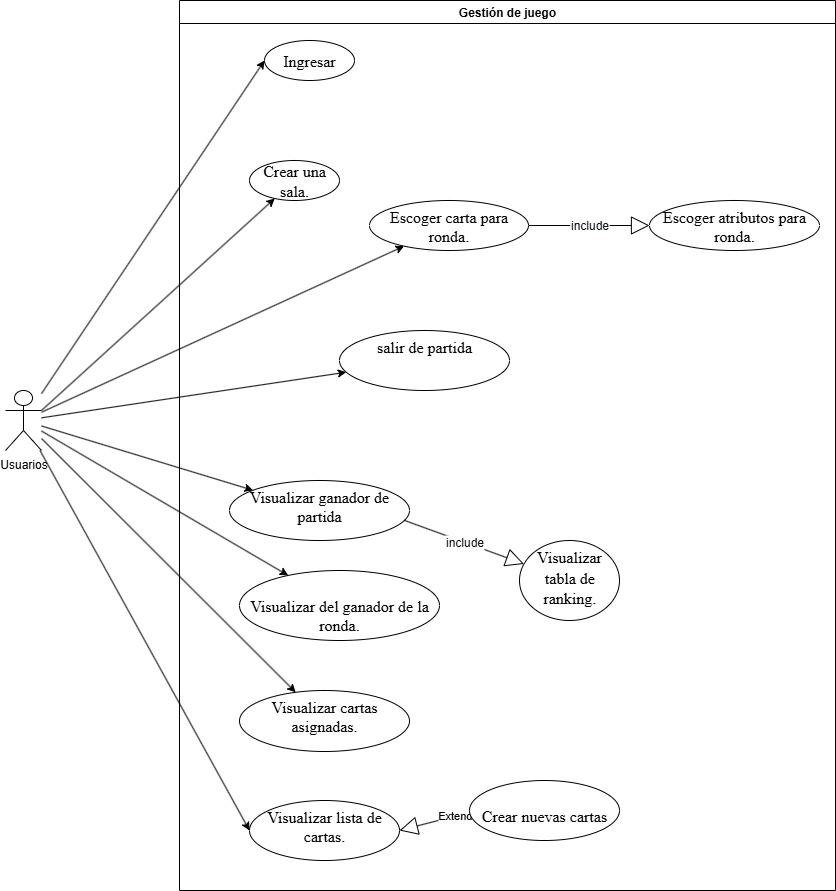 Gestión de juego
Ingresar
Crear una
sala.
Escoger carta para
ronda.
include
Escoger atributos para
ronda.
salir de partida
Usuarios
Visualizar ganador de
partida
include
Visualizar
tabla de
ranking.
Visualizar del ganador de la
ronda.
Visualizar cartas
asignadas.
Visualizar lista de
cartas.
Extend
Crear nuevas cartas